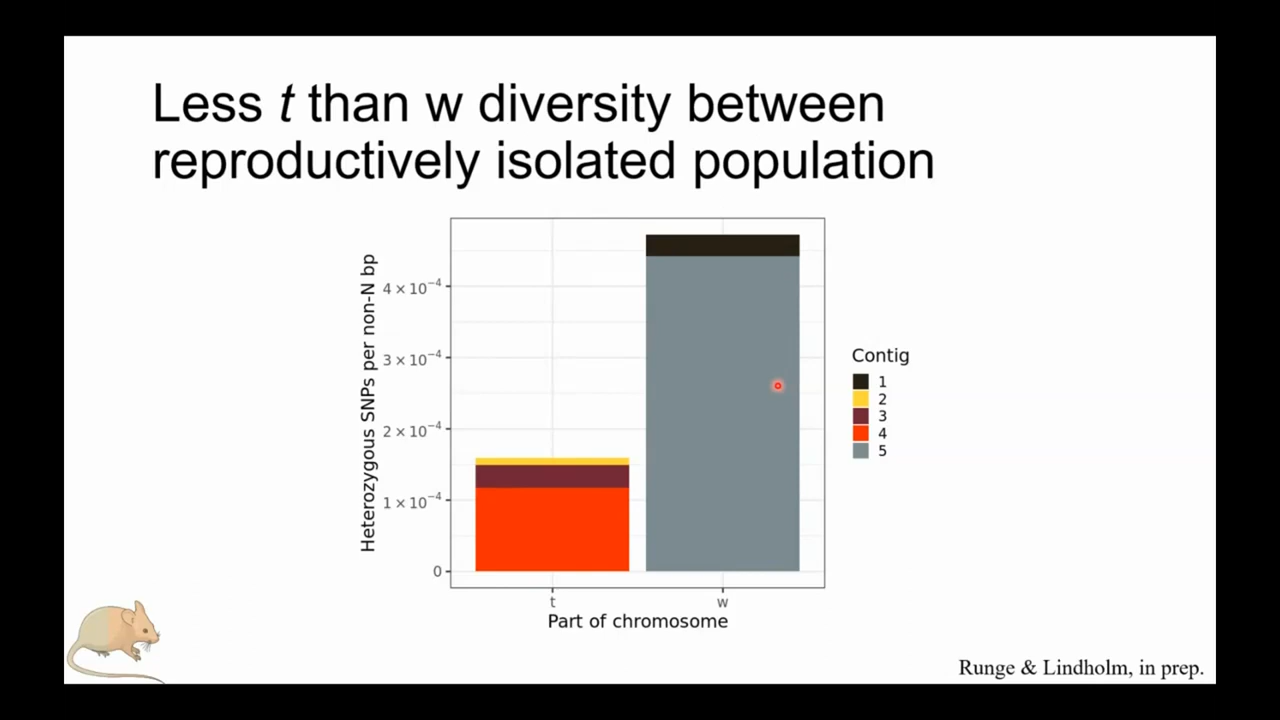 Less t than w diversity between
reproductively isolated population
Heterozygous SNPs per non-N bp
4 × 10⁻⁴
3 × 10⁻⁴
2 × 10⁻⁴
1 × 10⁻⁴
0
t
w
Part of chromosome
Contig
1
2
3
4
5
Runge & Lindholm, in prep.